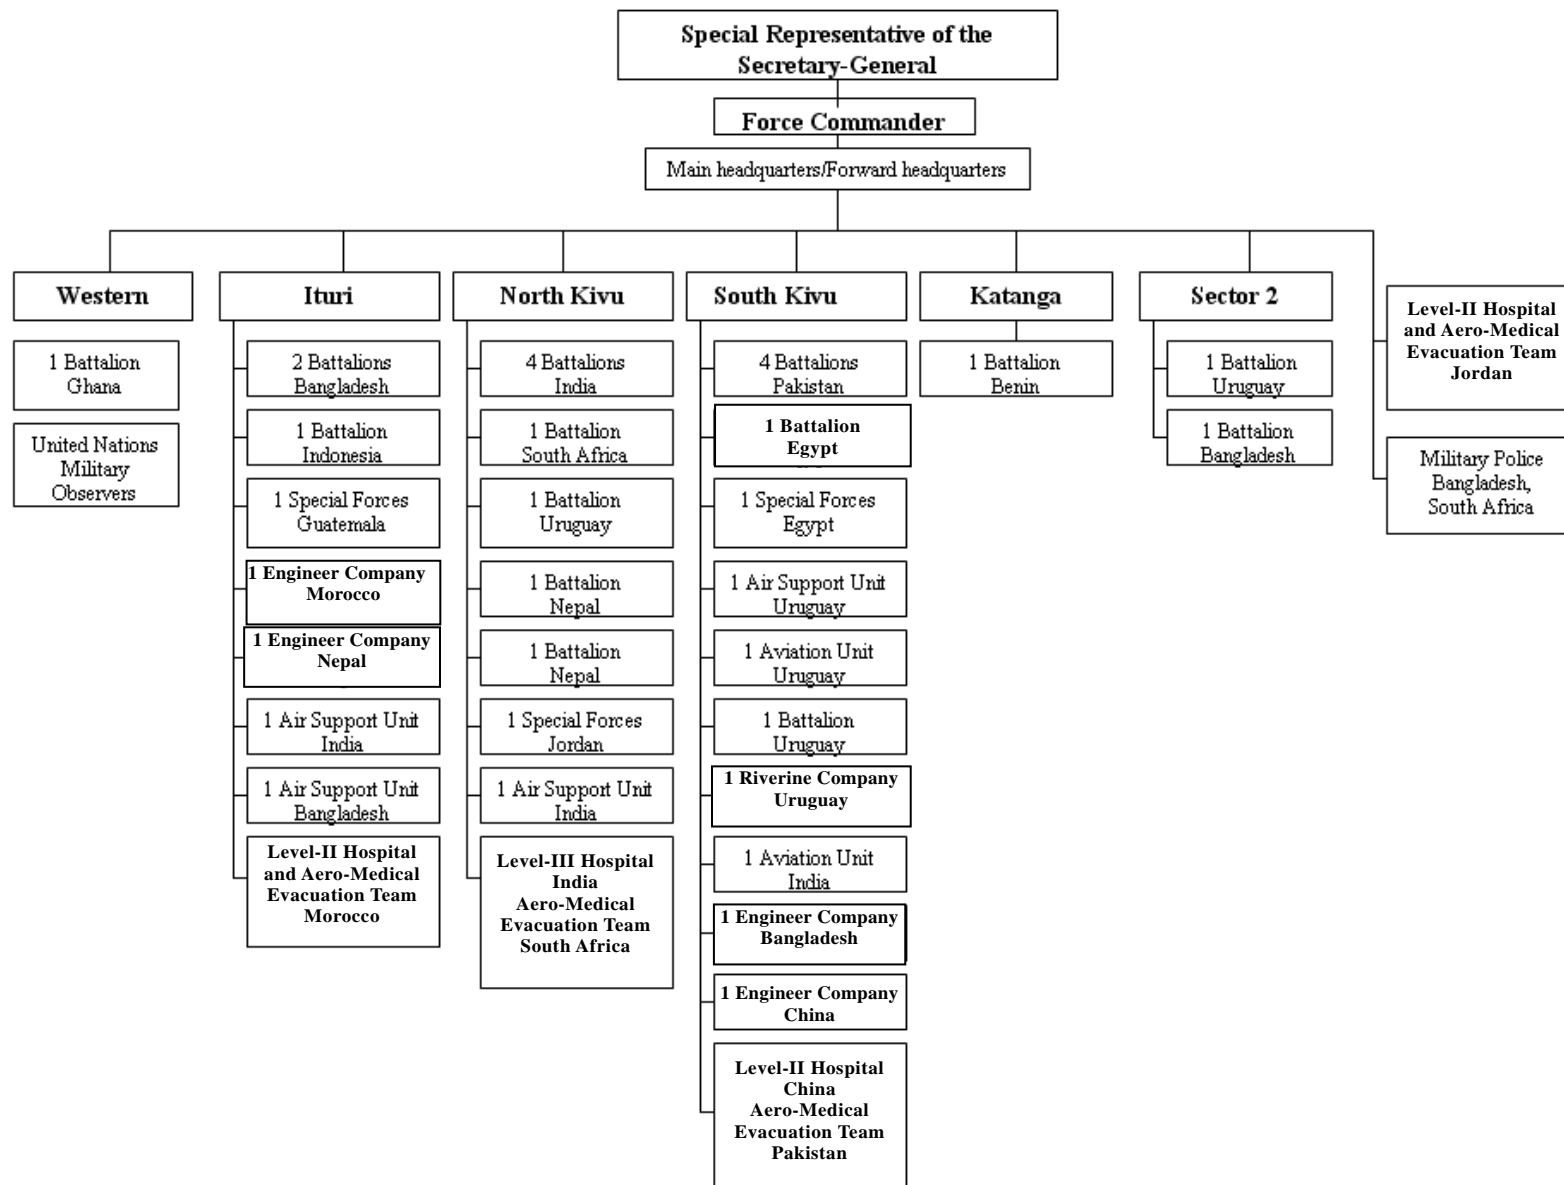 Special Representative of the
Secretary-General
Force Commander
Main headquarters/Forward headquarters
Western
1 Battalion
Ghana
United Nations
Military
Observers
Ituri
2 Battalions
Bangladesh
1 Battalion
Indonesia
1 Special Forces
Guatemala
1 Engineer Company
Morocco
1 Engineer Company
Nepal
1 Air Support Unit
India
1 Air Support Unit
Bangladesh
Level-II Hospital
and Aero-Medical
Evacuation Team
Morocco
North Kivu
4 Battalions
India
1 Battalion
South Africa
1 Battalion
Uruguay
1 Battalion
Nepal
1 Battalion
Nepal
1 Special Forces
Jordan
1 Air Support Unit
India
Level-III Hospital
India
Aero-Medical
Evacuation Team
South Africa
South Kivu
4 Battalions
Pakistan
1 Battalion
Egypt
1 Special Forces
Egypt
1 Air Support Unit
Uruguay
1 Aviation Unit
Uruguay
1 Battalion
Uruguay
1 Riverine Company
Uruguay
1 Aviation Unit
India
1 Engineer Company
Bangladesh
1 Engineer Company
China
Level-II Hospital
China
Aero-Medical
Evacuation Team
Pakistan
Katanga
1 Battalion
Benin
Sector 2
1 Battalion
Uruguay
1 Battalion
Bangladesh
Level-II Hospital
and Aero-Medical
Evacuation Team
Jordan
Military Police
Bangladesh,
South Africa